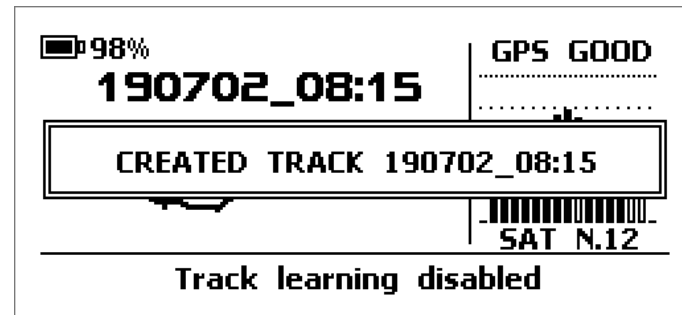 98%
GPS GOOD
190702_08:15
CREATED TRACK 190702_08:15
SAT N.12
Track learning disabled